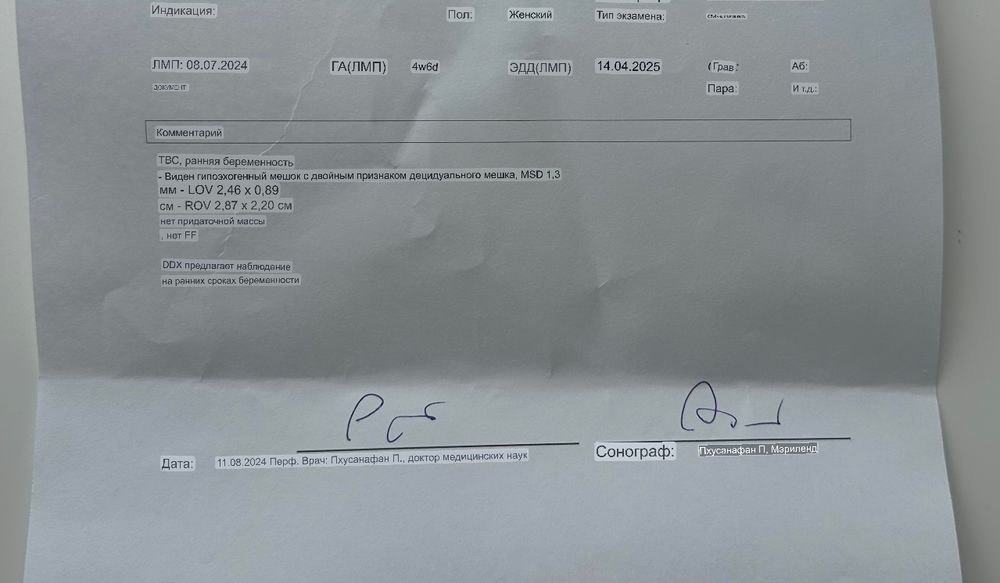 Индикация: Пол: Женский Тип экзамена:
ЛМП: 08.07.2024 ГА(ЛМП) 4w6d ЭДД(ЛМП) 14.04.2025 (Грав: Аб:
документ Пара: И т.д.:
Комментарий
ТВС, ранняя беременность
- Виден гипоэхогенный мешок с двойным признаком децидуального мешка, MSD 1,3
мм - LOV 2,46 x 0,89
см - ROV 2,87 x 2,20 см
нет придаточной массы
, нет FF
DDX предлагает наблюдение
на ранних сроках беременности
Дата: 11.08.2024 Перф. Врач: Пхусанафан П., доктор медицинских наук Сонограф: Пхусанафан П, Мэриленд